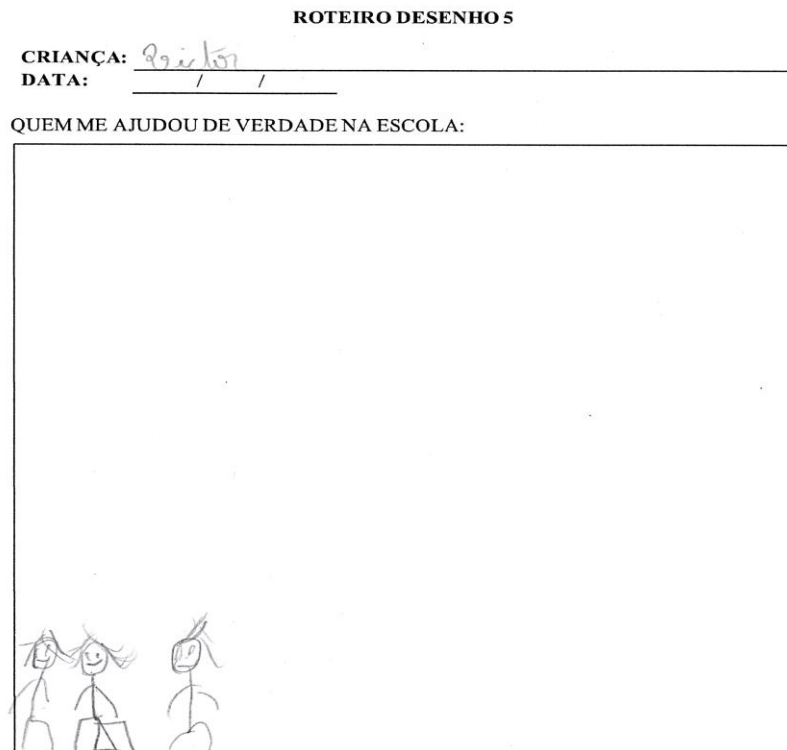 ROTEIRO DESENHO 5
CRIANÇA:
DATA: / /
QUEM ME AJUDOU DE VERDADE NA ESCOLA: